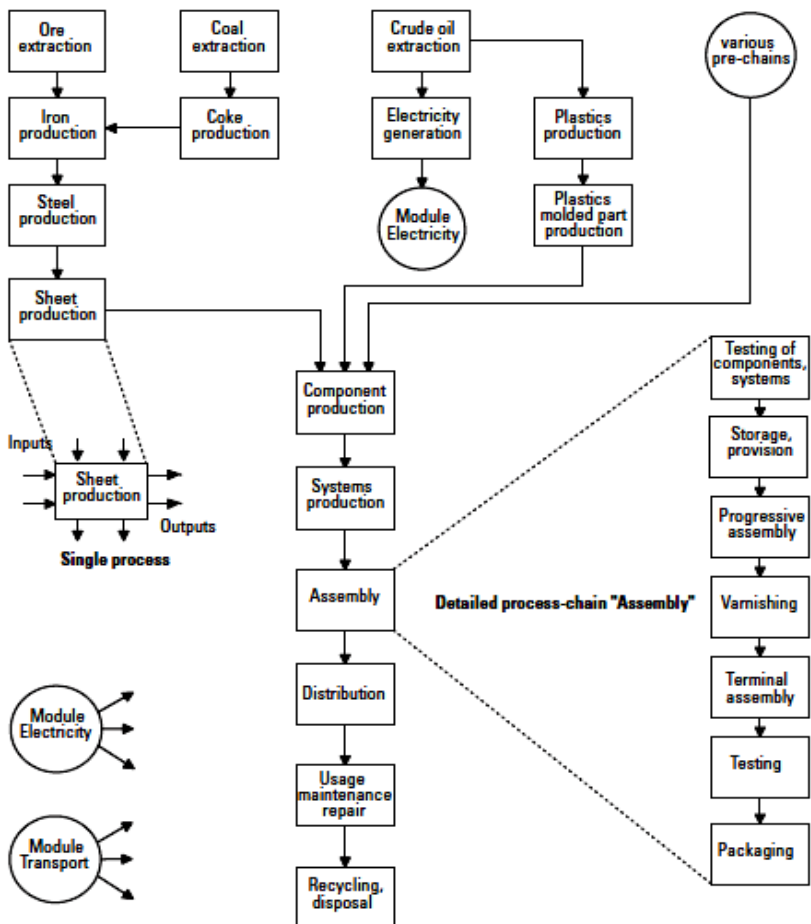 Ore
extraction
Coal
extraction
Crude oil
extraction
various
pre-chains
Iron
production
Coke
production
Electricity
generation
Plastics
production
Steel
production
Module
Electricity
Plastics
molded part
production
Sheet
production
Testing of
components,
systems
Component
production
Storage,
provision
Inputs
Sheet
production
Outputs
Single process
Systems
production
Progressive
assembly
Assembly
Detailed process-chain "Assembly"
Varnishing
Module
Electricity
Distribution
Terminal
assembly
Usage
maintenance
repair
Testing
Module
Transport
Packaging
Recycling,
disposal